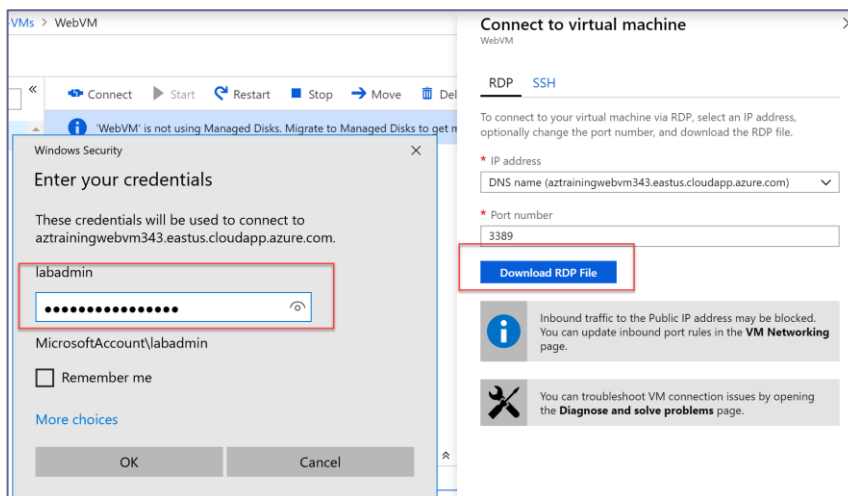 -VMs > WebVM
Connect Start Restart Stop Move Del
'WebVM' is not using Managed Disks. Migrate to Managed Disks to get m
Windows Security
Enter your credentials
These credentials will be used to connect to
aztrainingwebvm343.eastus.cloudapp.azure.com.
labadmin
••••••••••••••••
MicrosoftAccount\labadmin
Remember me
More choices
OK Cancel
Connect to virtual machine
WebVM
RDP SSH
To connect to your virtual machine via RDP, select an IP address,
optionally change the port number, and download the RDP file.
* IP address
DNS name (aztrainingwebvm343.eastus.cloudapp.azure.com)
* Port number
3389
Download RDP File
Inbound traffic to the Public IP address may be blocked.
You can update inbound port rules in the VM Networking
page.
You can troubleshoot VM connection issues by opening
the Diagnose and solve problems page.